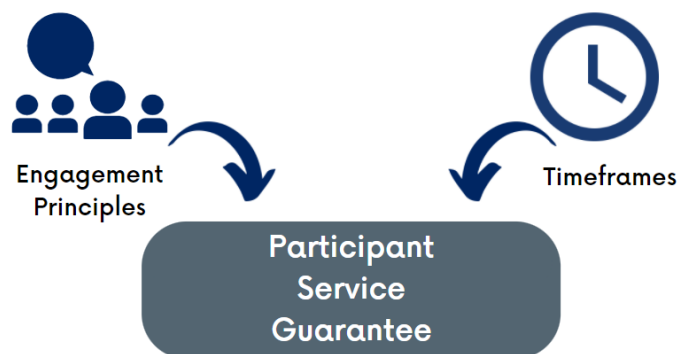 Engagement
Principles
Timeframes
Participant
Service
Guarantee